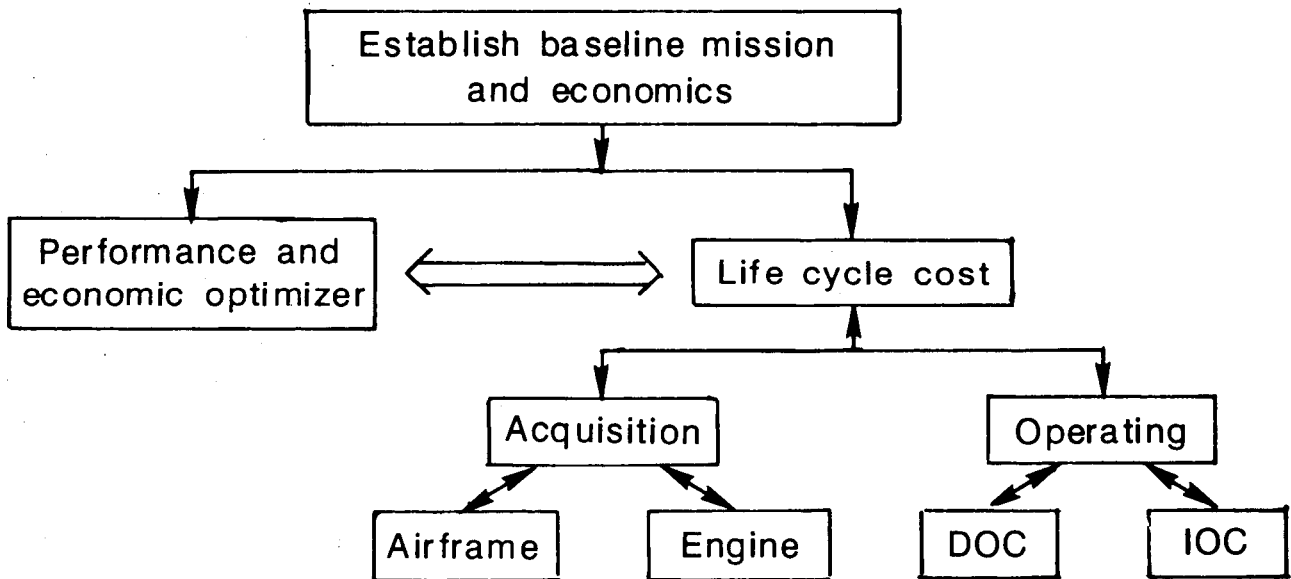 Establish baseline mission
and economics
Performance and
economic optimizer
Life cycle cost
Acquisition
Operating
Airframe
Engine
DOC
IOC